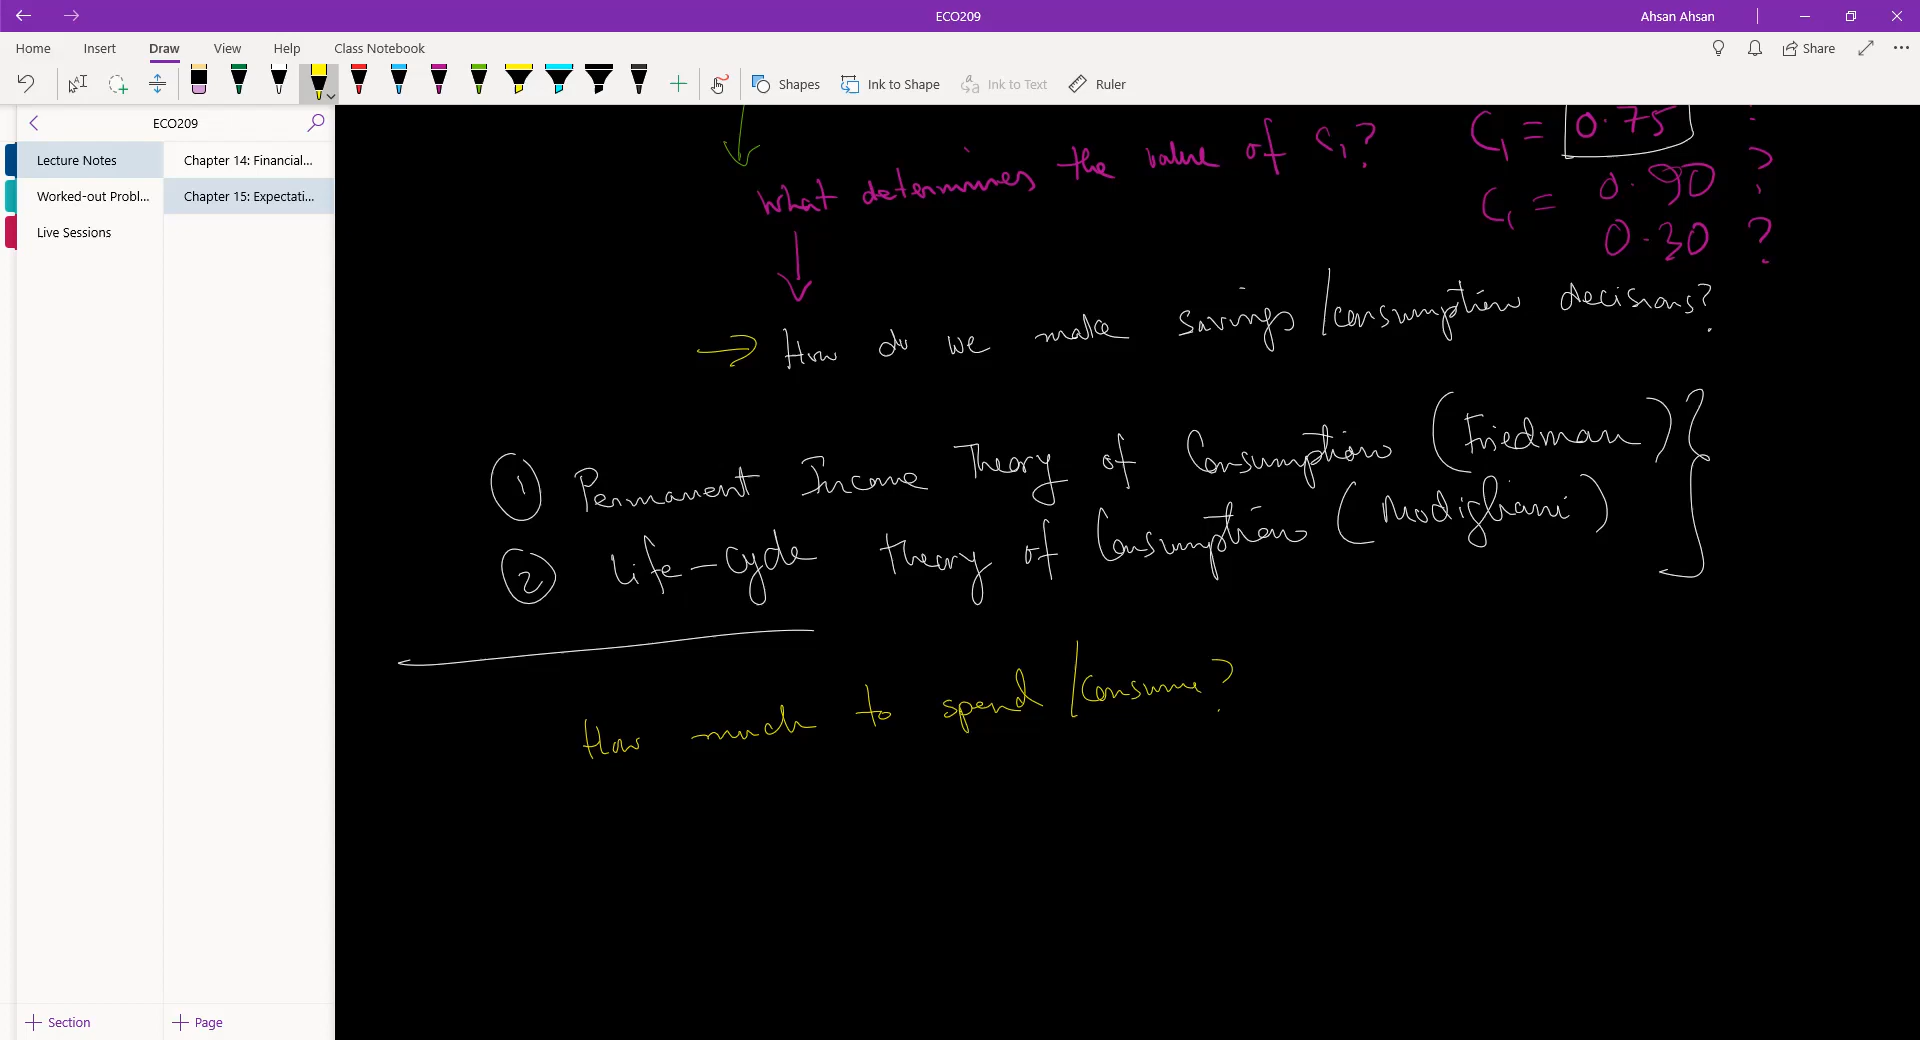 ECO209
Ahsan Ahsan
Home Insert Draw View Help Class Notebook
Share
Shapes
Ink to Shape
Ink to Text
Ruler
ECO209
Lecture Notes
Worked-out Probl...
Live Sessions
Chapter 14: Financial...
Chapter 15: Expectati...
What determines the value of C₁?
C₁ = 0.75 ?
C₁ = 0.90 ?
0.30 ?
How do we make savings/consumption decisions?
① Permanent Income Theory of Consumption (Friedman)
② Life-cycle theory of Consumption (Modigliani)
How much to spend/consume?
+ Section
+ Page